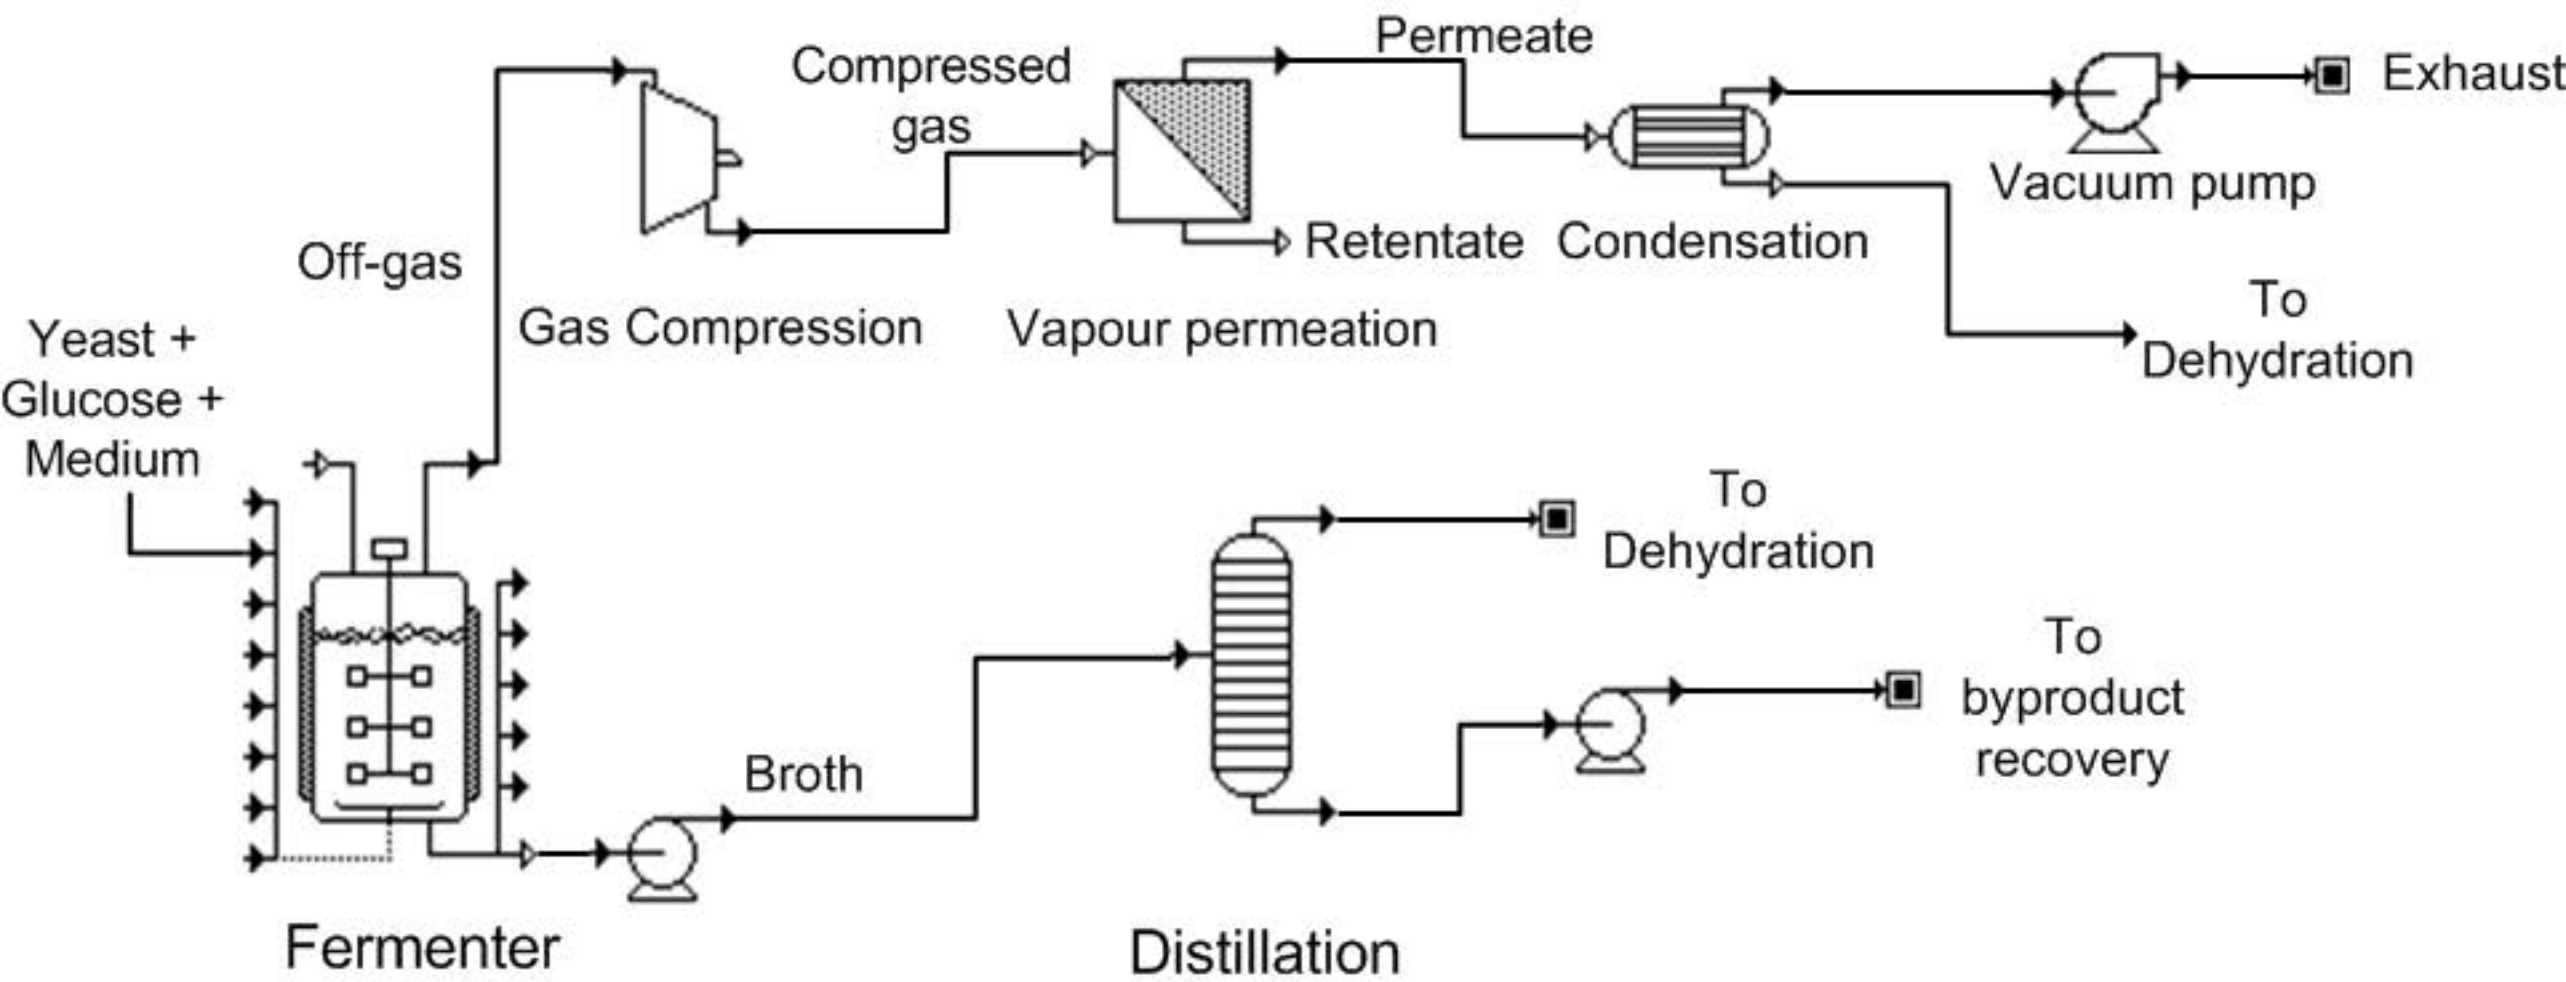 Permeate
Compressed
gas
Exhaust
Vacuum pump
Off-gas
Retentate
Condensation
To
Dehydration
Gas Compression
Vapour permeation
Yeast +
Glucose +
Medium
To
Dehydration
To
byproduct
recovery
Broth
Fermenter
Distillation